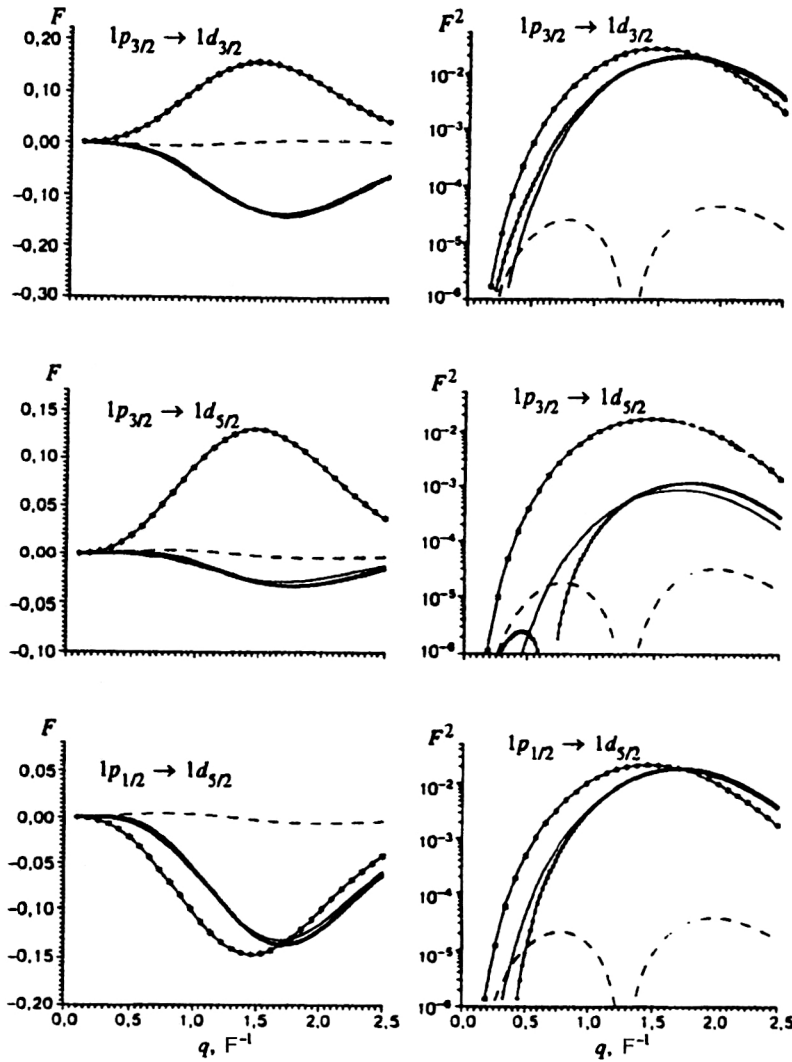 F
1p3/2 → 1d3/2
0,20
0,10
0,00
−0,10
−0,20
−0,30
F²
1p3/2 → 1d3/2
10⁻²
10⁻³
10⁻⁴
10⁻⁵
10⁻⁶
F
1p3/2 → 1d5/2
0,15
0,10
0,05
0,00
−0,05
−0,10
F²
1p3/2 → 1d5/2
10⁻²
10⁻³
10⁻⁴
10⁻⁵
10⁻⁶
F
1p1/2 → 1d5/2
0,05
0,00
−0,05
−0,10
−0,15
−0,20
0,0 0,5 1,0 1,5 2,0 2,5
q, F⁻¹
F²
1p1/2 → 1d5/2
10⁻²
10⁻³
10⁻⁴
10⁻⁵
10⁻⁶
0,0 0,5 1,0 1,5 2,0 2,5
q, F⁻¹